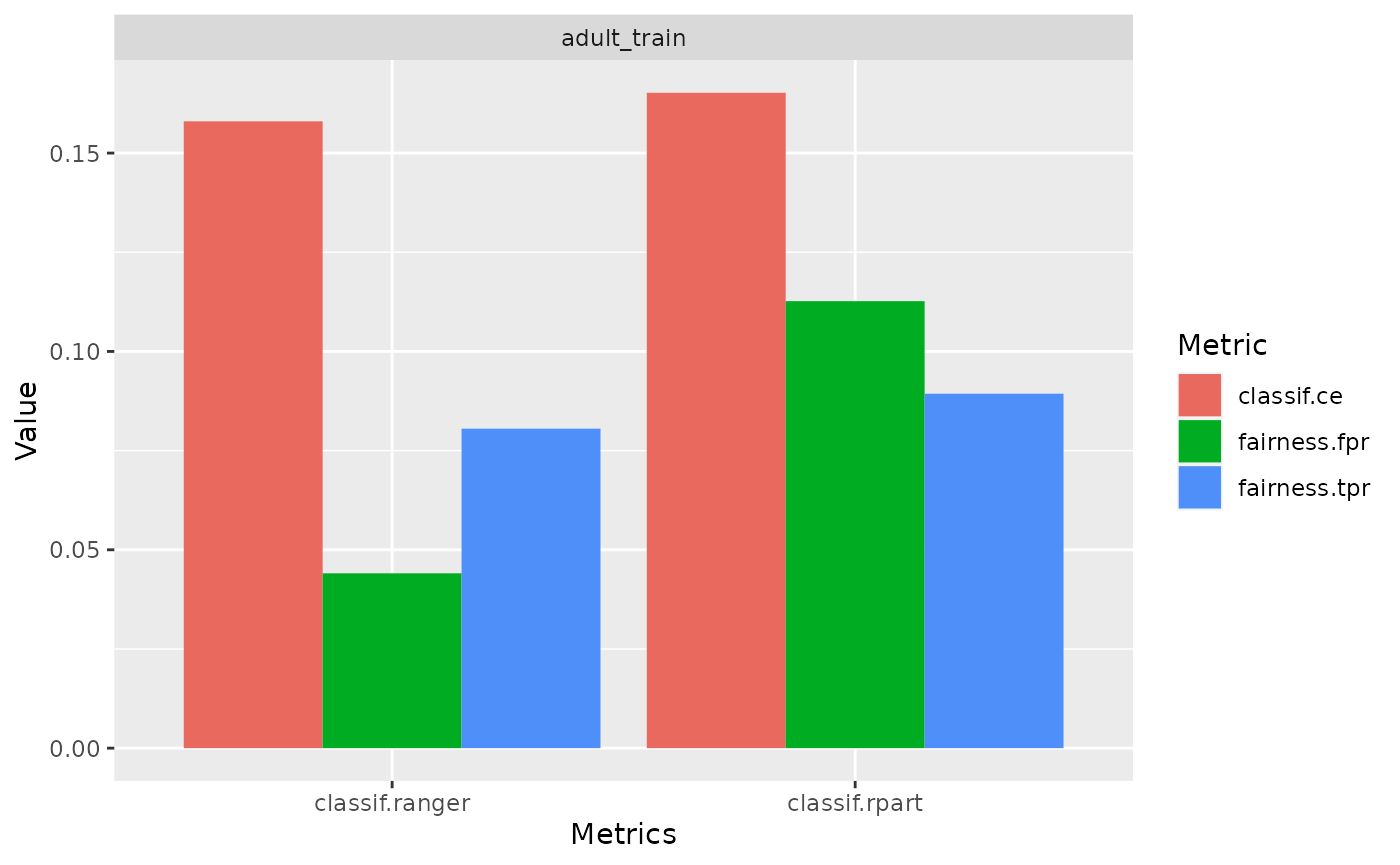 adult_train
0.15
0.10
0.05
0.00
Value
classif.ranger
classif.rpart
Metrics
Metric
classif.ce
fairness.fpr
fairness.tpr